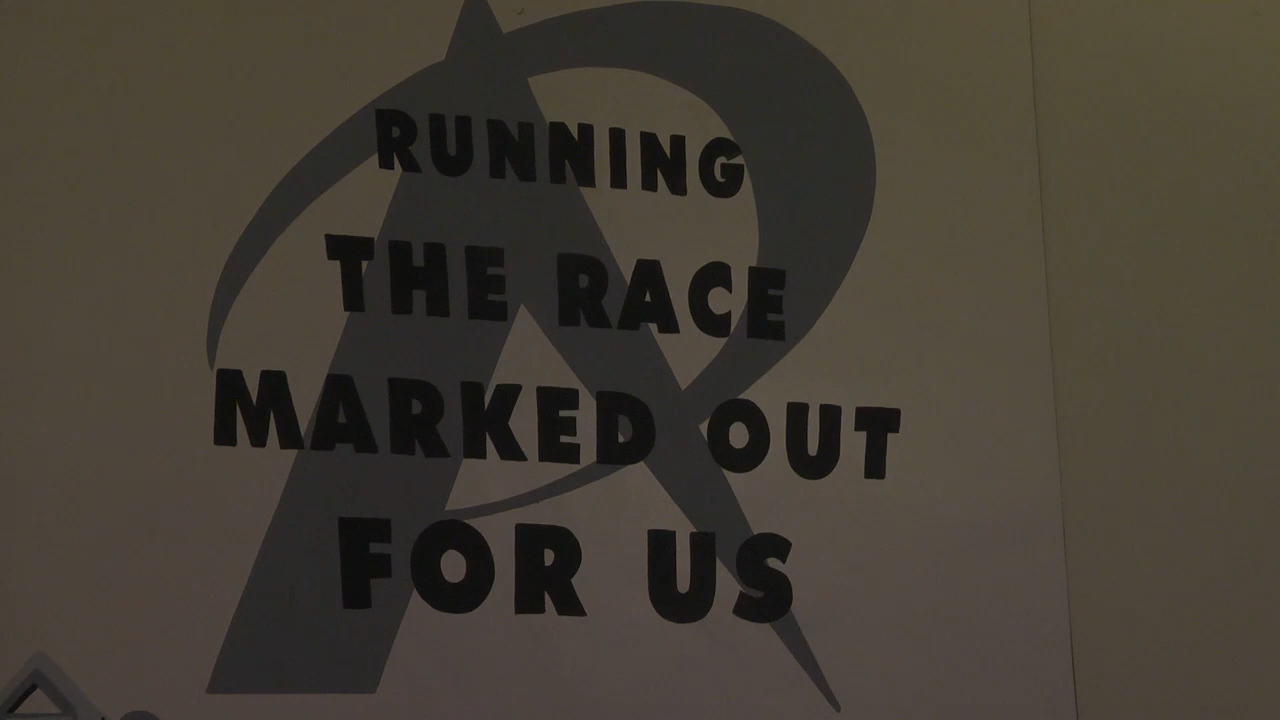 RUNNING
THE RACE
MARKED OUT
FOR US